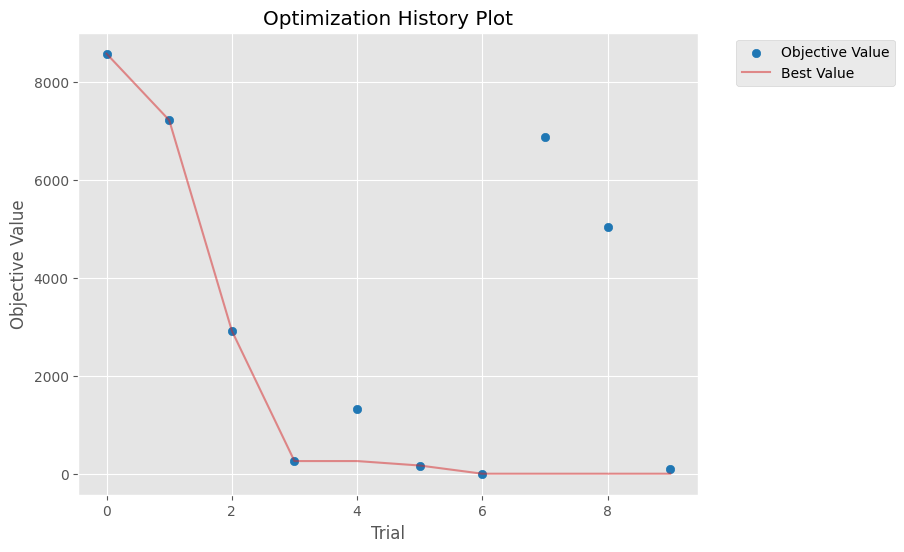 Optimization History Plot
Objective Value
Best Value
8000
6000
4000
2000
0
Objective Value
0 2 4 6 8
Trial